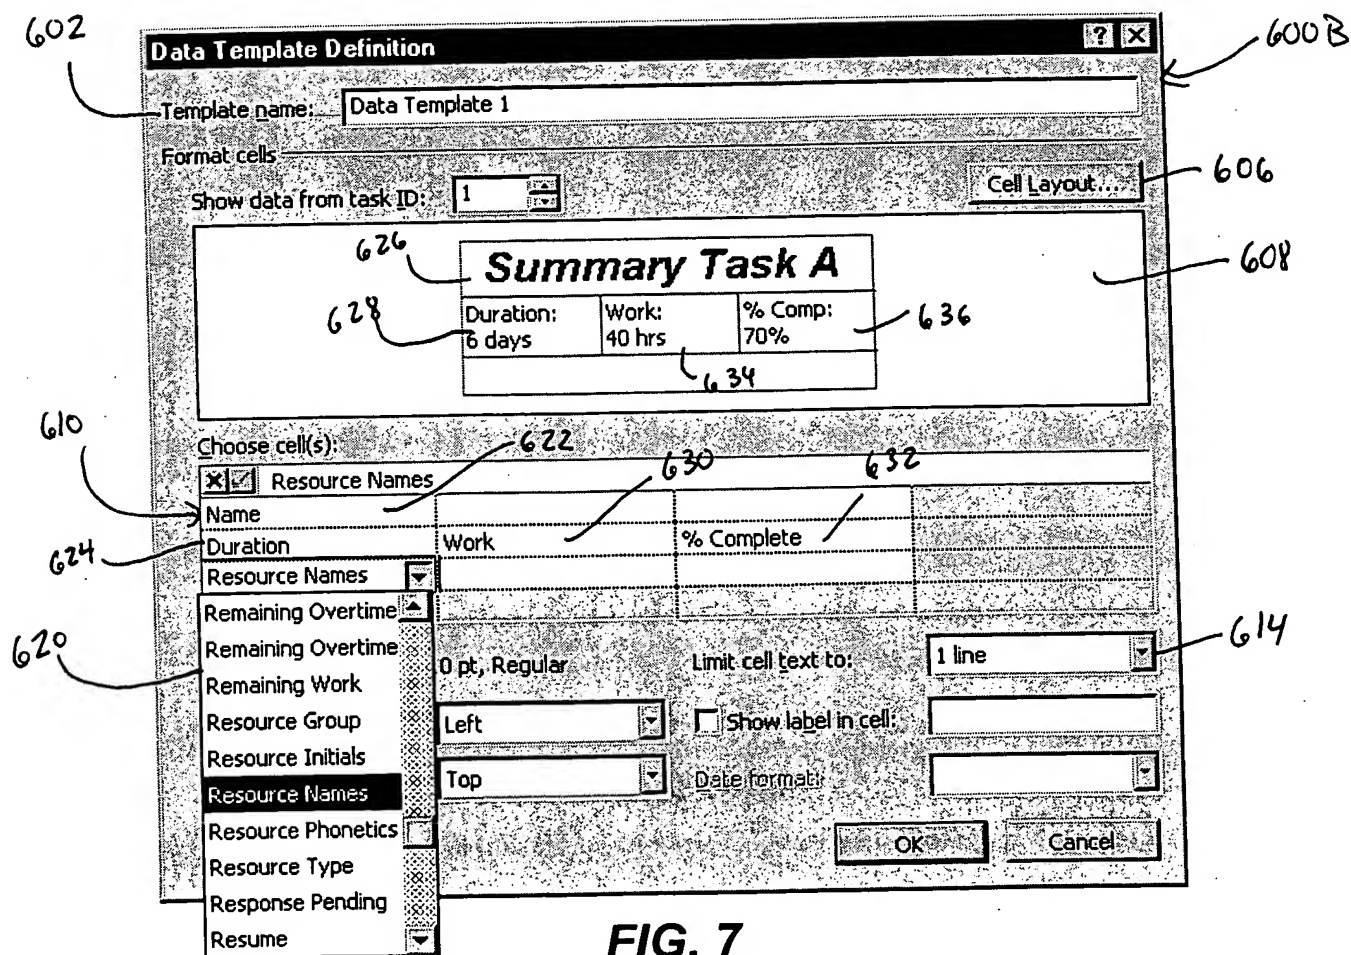 602
Data Template Definition
600B
Template name: Data Template 1
Format cells
Show data from task ID: 1
Cell Layout...
606
626
Summary Task A
608
628
Duration: Work: % Comp:
6 days 40 hrs 70%
636
634
610
Choose cell(s):
622
630
632
Resource Names
Name
624
Duration Work % Complete
Resource Names
620
Remaining Overtime
Remaining Overtime
Remaining Work
Resource Group
Resource Initials
Resource Names
Resource Phonetics
Resource Type
Response Pending
Resume
0 pt, Regular
Limit cell text to: 1 line
614
Left
Show label in cell:
Top
Date format:
OK Cancel
FIG. 7